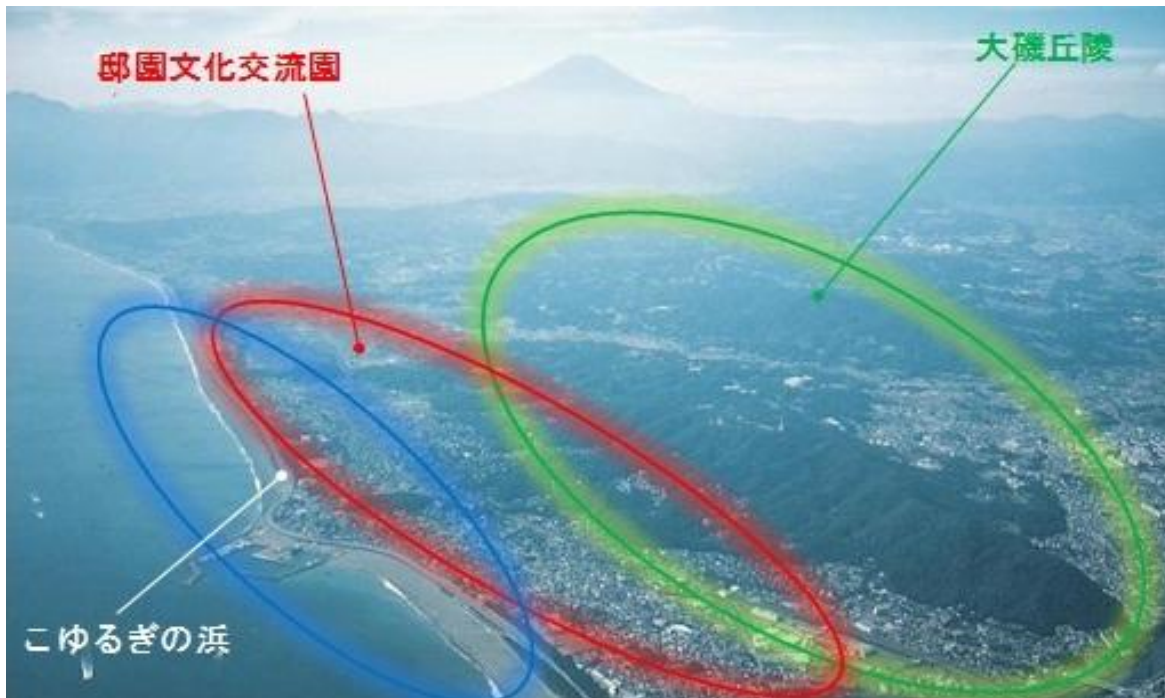 邸園文化交流園
大磯丘陵
こゆるぎの浜